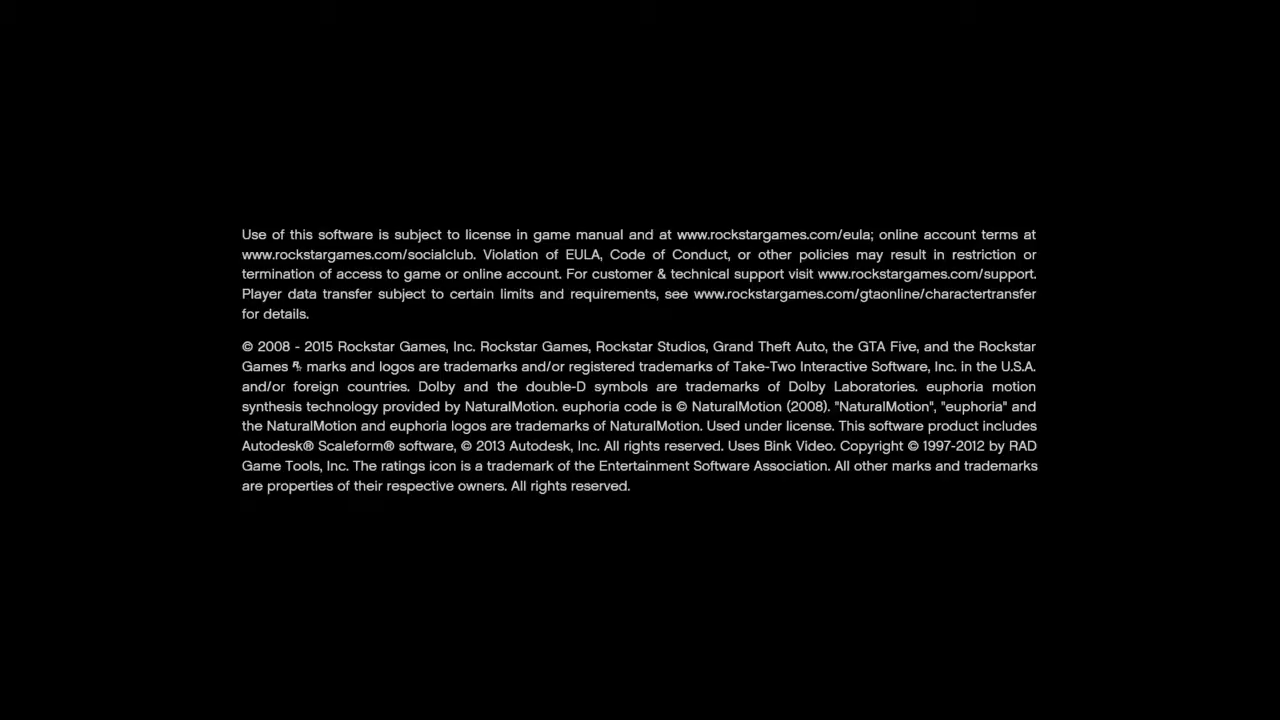 Use of this software is subject to license in game manual and at www.rockstargames.com/eula; online account terms at
www.rockstargames.com/socialclub. Violation of EULA, Code of Conduct, or other policies may result in restriction or
termination of access to game or online account. For customer & technical support visit www.rockstargames.com/support.
Player data transfer subject to certain limits and requirements, see www.rockstargames.com/gtaonline/charactertransfer
for details.
© 2008 - 2015 Rockstar Games, Inc. Rockstar Games, Rockstar Studios, Grand Theft Auto, the GTA Five, and the Rockstar
Games R* marks and logos are trademarks and/or registered trademarks of Take-Two Interactive Software, Inc. in the U.S.A.
and/or foreign countries. Dolby and the double-D symbols are trademarks of Dolby Laboratories. euphoria motion
synthesis technology provided by NaturalMotion. euphoria code is © NaturalMotion (2008). "NaturalMotion", "euphoria" and
the NaturalMotion and euphoria logos are trademarks of NaturalMotion. Used under license. This software product includes
Autodesk® Scaleform® software, © 2013 Autodesk, Inc. All rights reserved. Uses Bink Video. Copyright © 1997-2012 by RAD
Game Tools, Inc. The ratings icon is a trademark of the Entertainment Software Association. All other marks and trademarks
are properties of their respective owners. All rights reserved.